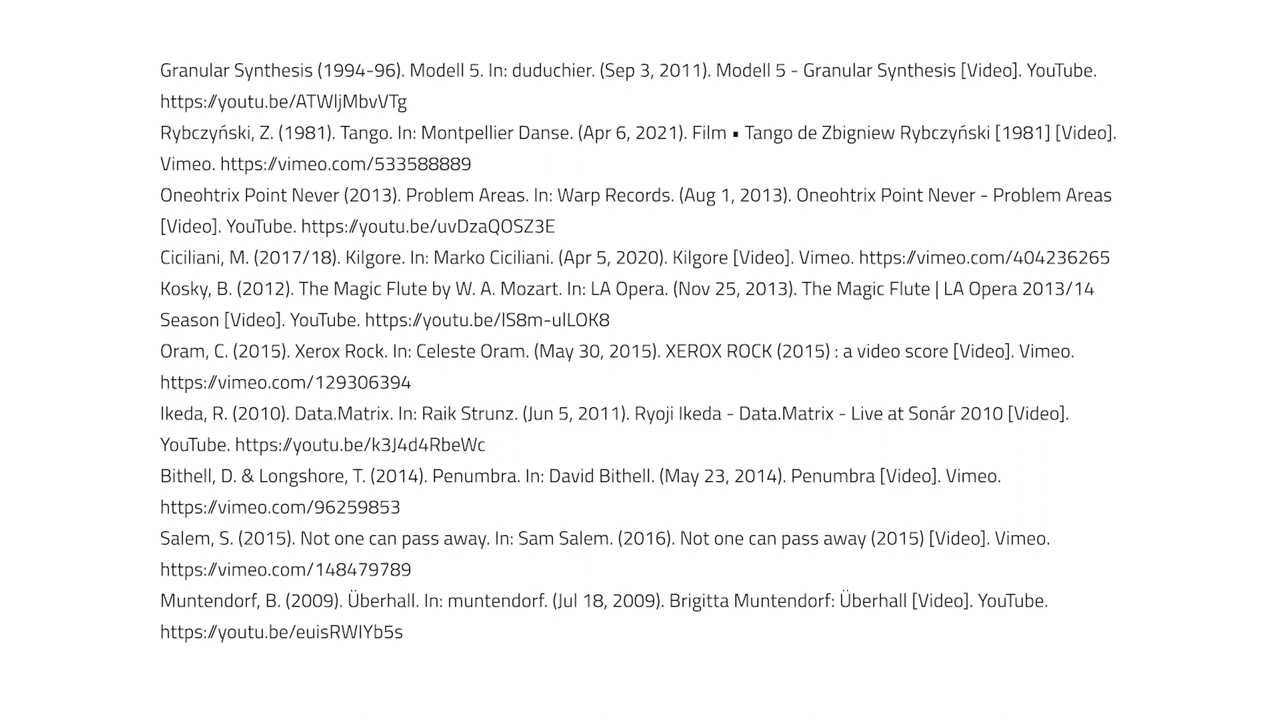 Granular Synthesis (1994-96). Modell 5. In: duduchier. (Sep 3, 2011). Modell 5 - Granular Synthesis [Video]. YouTube.
https://youtu.be/ATWljMbvVTg
Rybczyński, Z. (1981). Tango. In: Montpellier Danse. (Apr 6, 2021). Film ▪ Tango de Zbigniew Rybczyński [1981] [Video].
Vimeo. https://vimeo.com/533588889
Oneohtrix Point Never (2013). Problem Areas. In: Warp Records. (Aug 1, 2013). Oneohtrix Point Never - Problem Areas
[Video]. YouTube. https://youtu.be/uvDzaQOSZ3E
Ciciliani, M. (2017/18). Kilgore. In: Marko Ciciliani. (Apr 5, 2020). Kilgore [Video]. Vimeo. https://vimeo.com/404236265
Kosky, B. (2012). The Magic Flute by W. A. Mozart. In: LA Opera. (Nov 25, 2013). The Magic Flute | LA Opera 2013/14
Season [Video]. YouTube. https://youtu.be/lS8m-ulLOK8
Oram, C. (2015). Xerox Rock. In: Celeste Oram. (May 30, 2015). XEROX ROCK (2015) : a video score [Video]. Vimeo.
https://vimeo.com/129306394
Ikeda, R. (2010). Data.Matrix. In: Raik Strunz. (Jun 5, 2011). Ryoji Ikeda - Data.Matrix - Live at Sonár 2010 [Video].
YouTube. https://youtu.be/k3J4d4RbeWc
Bithell, D. & Longshore, T. (2014). Penumbra. In: David Bithell. (May 23, 2014). Penumbra [Video]. Vimeo.
https://vimeo.com/96259853
Salem, S. (2015). Not one can pass away. In: Sam Salem. (2016). Not one can pass away (2015) [Video]. Vimeo.
https://vimeo.com/148479789
Muntendorf, B. (2009). Überhall. In: muntendorf. (Jul 18, 2009). Brigitta Muntendorf: Überhall [Video]. YouTube.
https://youtu.be/euisRWIYb5s